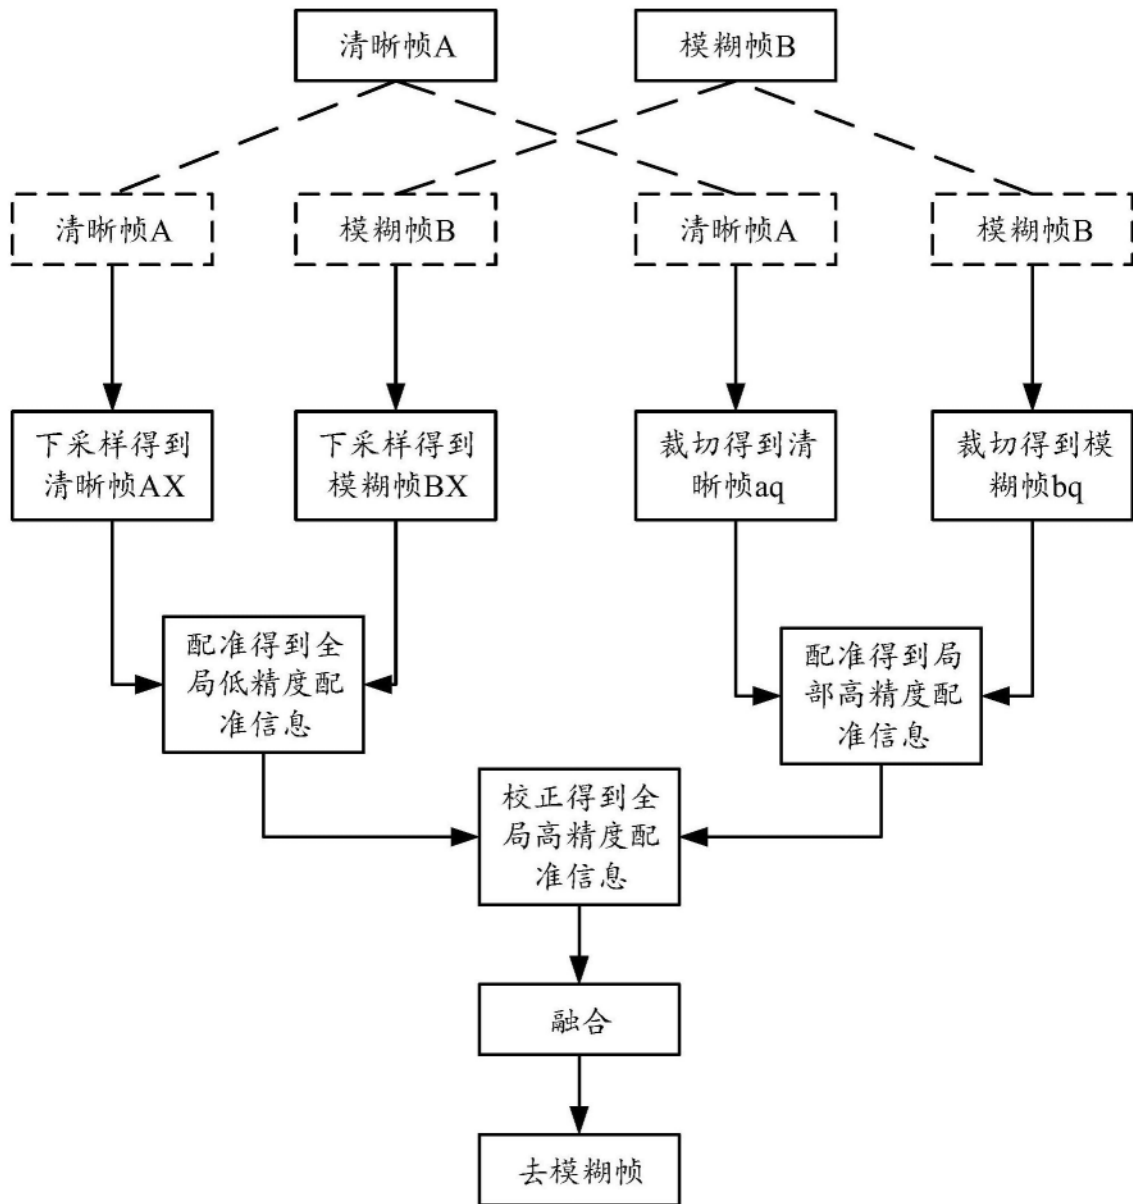 清晰帧A
模糊帧B
清晰帧A
模糊帧B
清晰帧A
模糊帧B
下采样得到
清晰帧AX
下采样得到
模糊帧BX
裁切得到清
晰帧aq
裁切得到模
糊帧bq
配准得到全
局低精度配
准信息
配准得到局
部高精度配
准信息
校正得到全
局高精度配
准信息
融合
去模糊帧